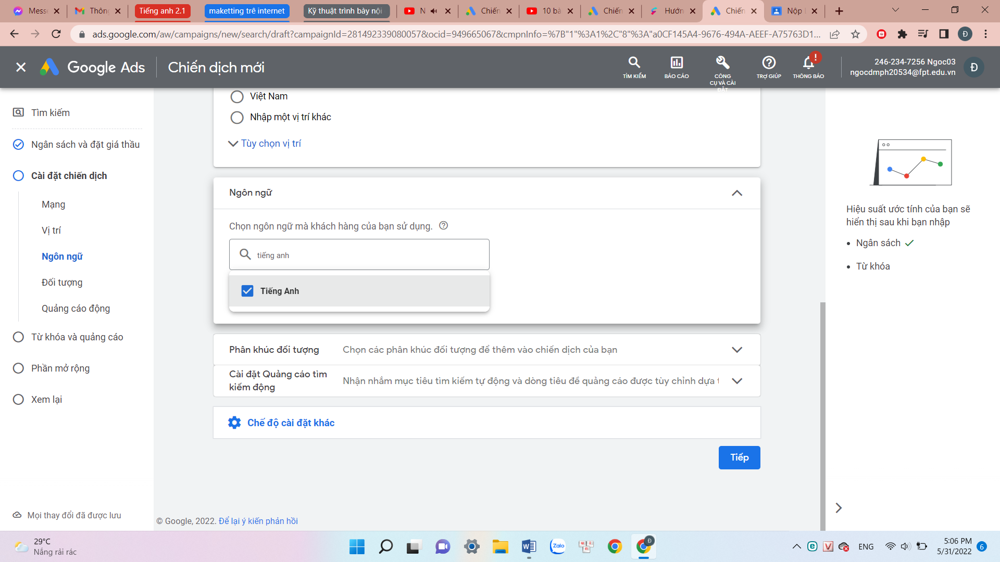 Messe
Thông
Tiếng anh 2.1
maketting trê internet
Kỹ thuật trình bày nội
N
Chiến
10 bà
Chiến
Hướn
Chiến
Nộp
ads.google.com/aw/campaigns/new/search/draft?campaignId=281492339080057&ocid=949665067&cmpnInfo=%7B"1"%3A1%2C"8"%3A"a0CF145A4-9676-494A-AEEF-A75763D1...
Đ
Google Ads
Chiến dịch mới
TÌM KIẾM
BÁO CÁO
CÔNG
CỤ VÀ CÀI
ĐẶT
TRỢ GIÚP
!
THÔNG BÁO
246-234-7256 Ngoc03
ngocdmph20534@fpt.edu.vn
Đ
Tìm kiếm
Ngân sách và đặt giá thầu
Cài đặt chiến dịch
Mạng
Vị trí
Ngôn ngữ
Đối tượng
Quảng cáo động
Từ khóa và quảng cáo
Phần mở rộng
Xem lại
Mọi thay đổi đã được lưu
Việt Nam
Nhập một vị trí khác
Tùy chọn vị trí
Ngôn ngữ
Chọn ngôn ngữ mà khách hàng của bạn sử dụng.
tiếng anh
Tiếng Anh
Phân khúc đối tượng
Chọn các phân khúc đối tượng để thêm vào chiến dịch của bạn
Cài đặt Quảng cáo tìm
kiếm động
Nhận nhắm mục tiêu tìm kiếm tự động và dòng tiêu đề quảng cáo được tùy chỉnh dựa t
Chế độ cài đặt khác
Tiếp
© Google, 2022. Để lại ý kiến phản hồi
Hiệu suất ước tính của bạn sẽ
hiển thị sau khi bạn nhập
Ngân sách
Từ khóa
29°C
Nắng rải rác
Zalo
Đ
ENG
5:06 PM
5/31/2022
6